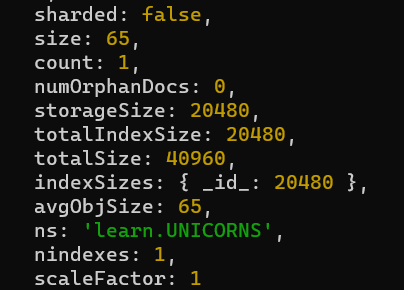 sharded: false,
size: 65,
count: 1,
numOrphanDocs: 0,
storageSize: 20480,
totalIndexSize: 20480,
totalSize: 40960,
indexSizes: { _id_: 20480 },
avgObjSize: 65,
ns: 'learn.UNICORNS',
nindexes: 1,
scaleFactor: 1